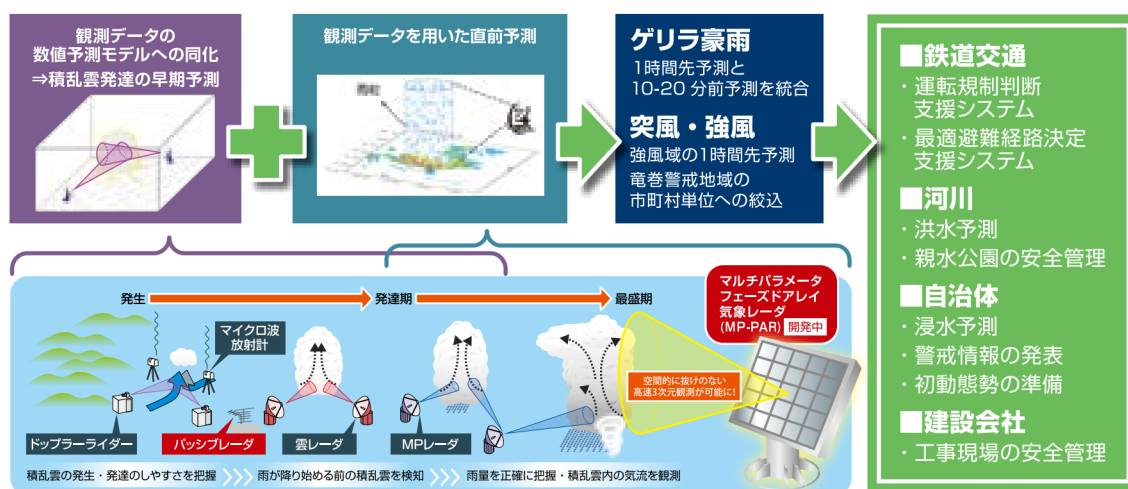 観測データの
数値予測モデルへの同化
⇒積乱雲発達の早期予測
観測データを用いた直前予測
ゲリラ豪雨
1時間先予測と
10-20 分前予測を統合
突風・強風
強風域の1時間先予測
竜巻警戒地域の
市町村単位への絞込
■鉄道交通
・運転規制判断
支援システム
・最適避難経路決定
支援システム
■河川
・洪水予測
・親水公園の安全管理
■自治体
・浸水予測
・警戒情報の発表
・初動態勢の準備
■建設会社
・工事現場の安全管理
発生
発達期
最盛期
マルチパラメータ
フェーズドアレイ
気象レーダ
(MP-PAR) 開発中
マイクロ波
放射計
空間的に抜けのない
高速3次元観測が可能に!
ドップラーライダー
パッシブレーダ
雲レーダ
MPレーダ
積乱雲の発生・発達のしやすさを把握
雨が降り始める前の積乱雲を検知
雨量を正確に把握・積乱雲内の気流を観測